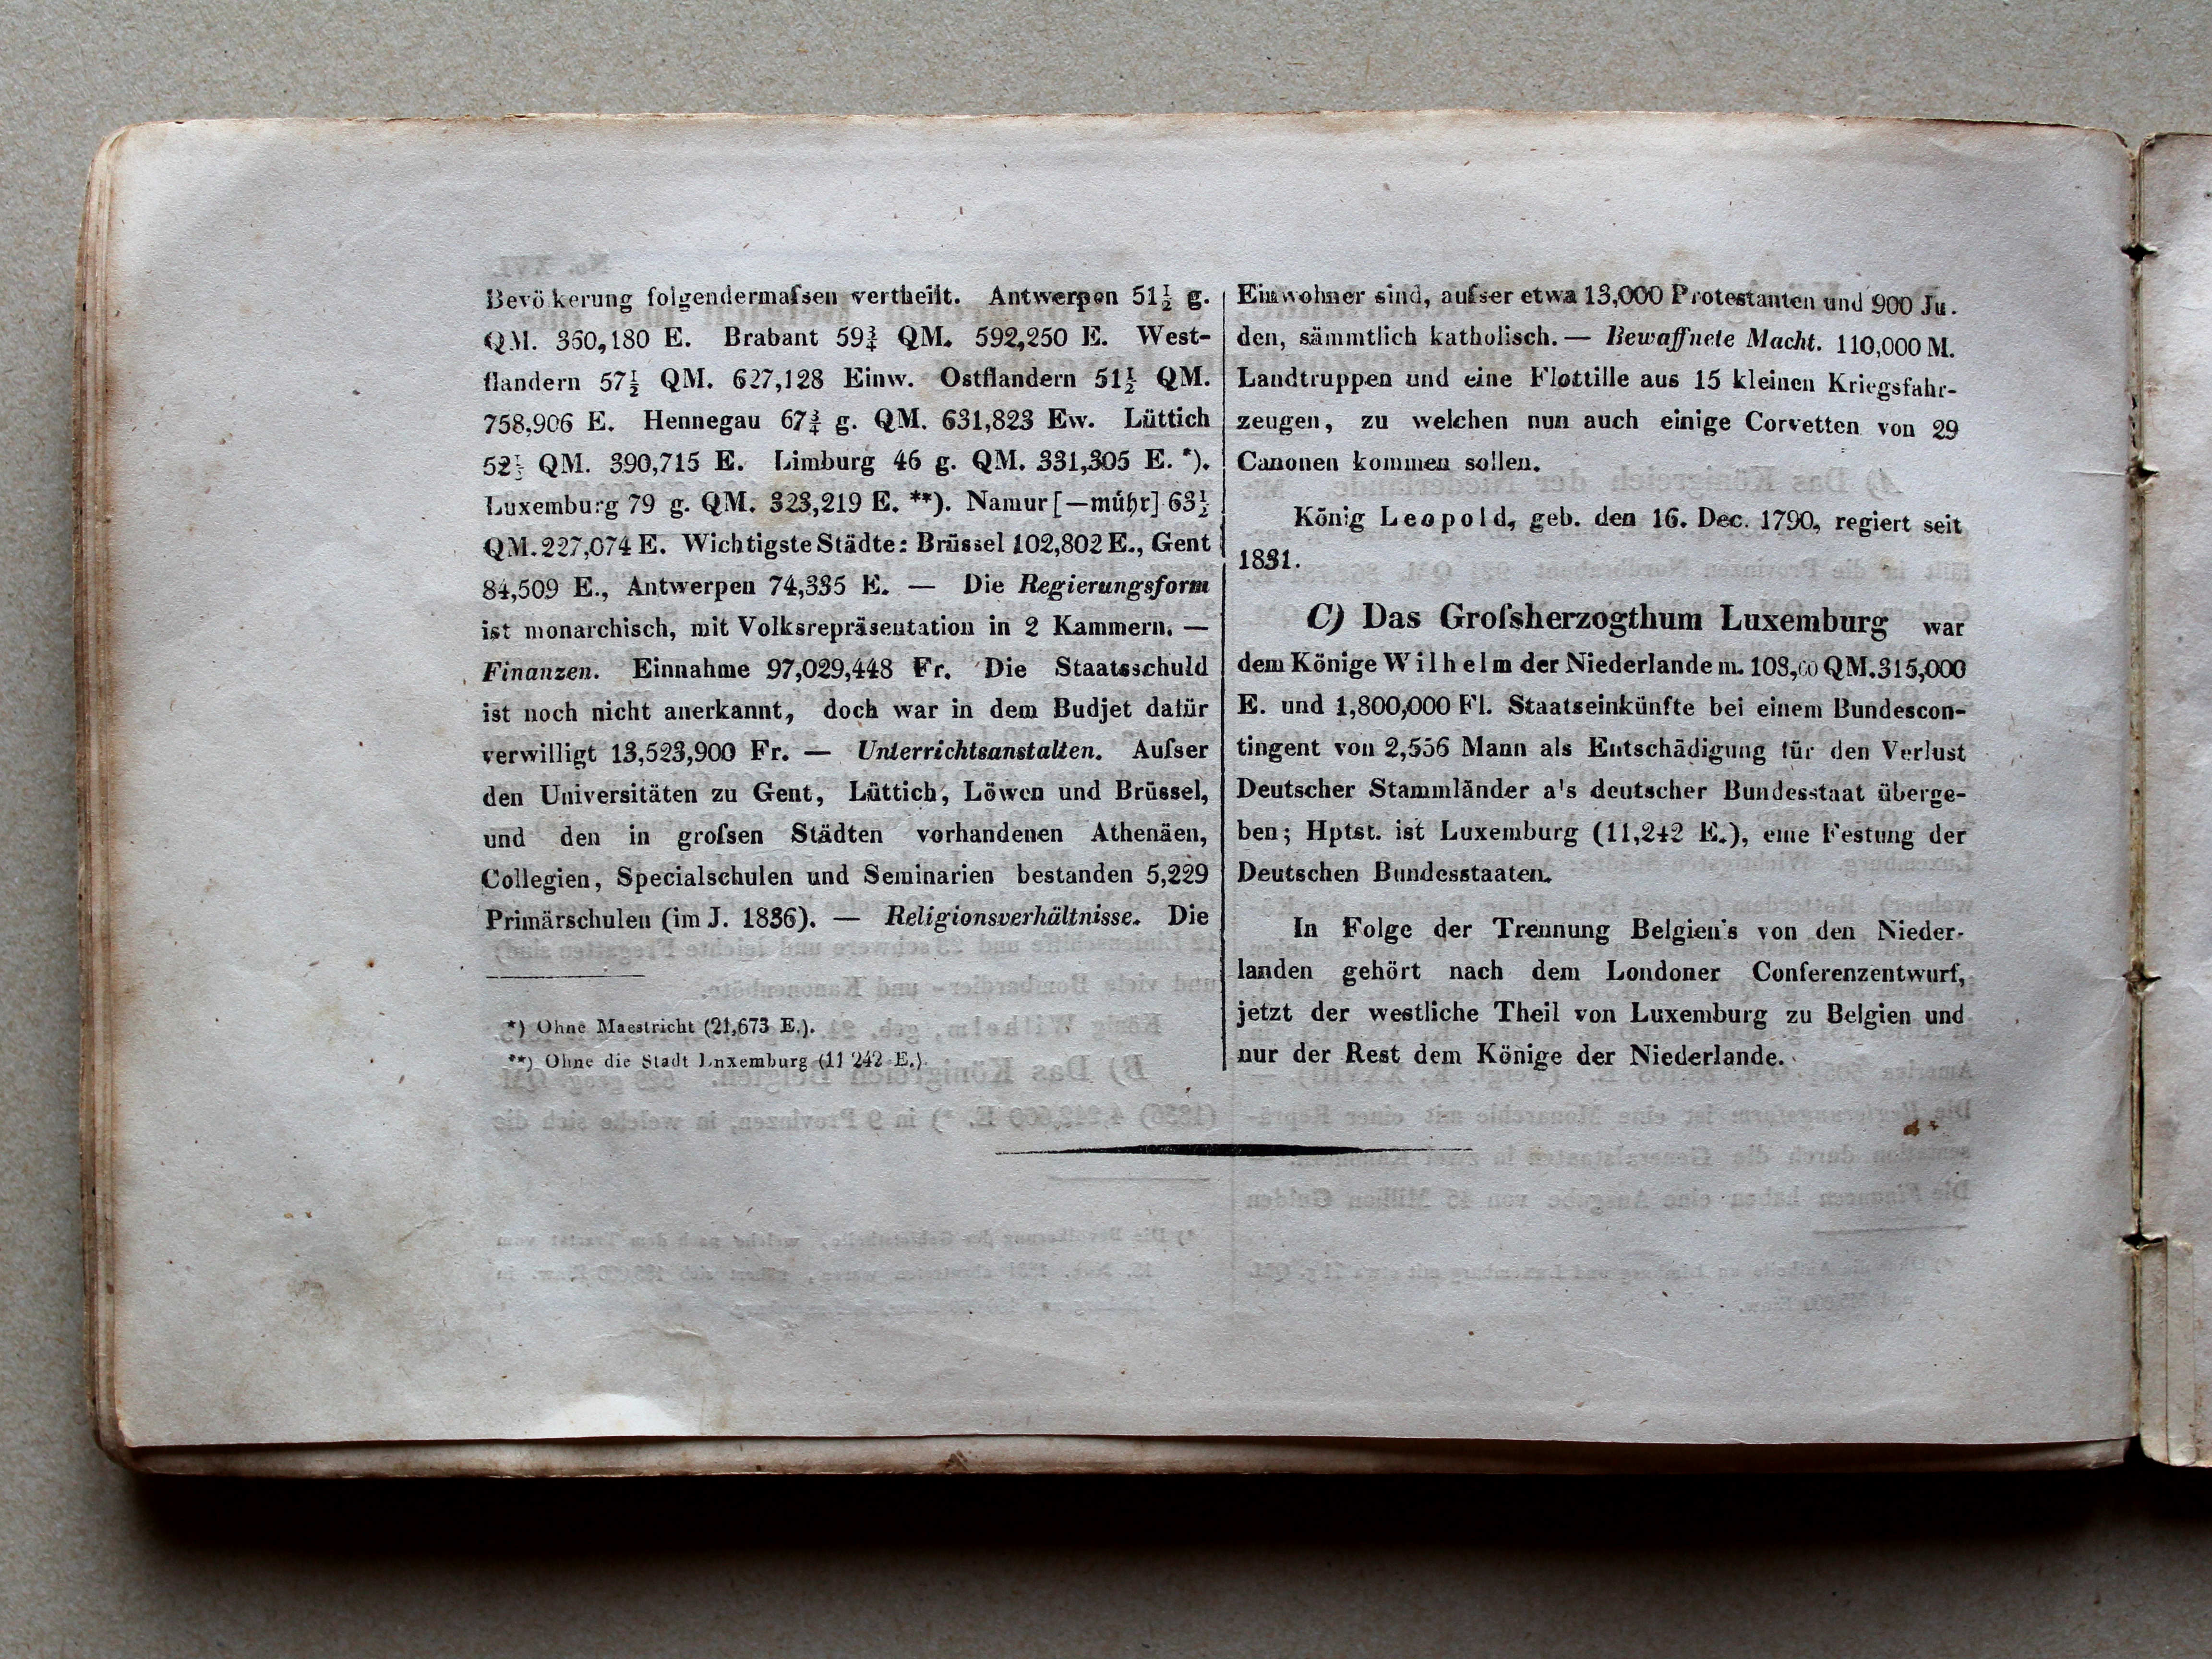 Bevö kerung folgendermaſsen vertheilt. Antwerpen 51½ g.
QM. 360,180 E. Brabant 59¾ QM. 592,250 E. West-
flandern 57½ QM. 627,128 Einw. Ostflandern 51½ QM.
758,906 E. Hennegau 67¾ g. QM. 631,823 Ew. Lüttich
52½ QM. 390,715 E. Limburg 46 g. QM. 331,305 E. *).
Luxemburg 79 g. QM. 323,219 E. **). Namur [—mühr] 63½
QM. 227,074 E. Wichtigste Städte: Brüssel 102,802 E., Gent
84,509 E., Antwerpen 74,335 E. — Die Regierungsform
ist monarchisch, mit Volksrepräsentation in 2 Kammern. —
Finanzen. Einnahme 97,029,448 Fr. Die Staatsschuld
ist noch nicht anerkannt, doch war in dem Budjet dafür
verwilligt 13,523,900 Fr. — Unterrichtsanstalten. Auſser
den Universitäten zu Gent, Lüttich, Löwen und Brüssel,
und den in groſsen Städten vorhandenen Athenäen,
Collegien, Specialschulen und Seminarien bestanden 5,229
Primärschulen (im J. 1836). — Religionsverhältnisse. Die
*) Ohne Maestricht (21,673 E.).
**) Ohne die Stadt Lnxemburg (11 242 E.).
Einwohner sind, auſser etwa 13,000 Protestanten und 900 Ju.
den, sämmtlich katholisch. — Bewaffnete Macht. 110,000 M.
Landtruppen und eine Flottille aus 15 kleinen Kriegsfahr-
zeugen, zu welchen nun auch einige Corvetten von 29
Canonen kommen sollen.
König Leopold, geb. den 16. Dec. 1790, regiert seit
1831.
C) Das Groſsherzogthum Luxemburg war
dem Könige Wilhelm der Niederlande m. 108,60 QM. 315,000
E. und 1,800,000 Fl. Staatseinkünfte bei einem Bundescon-
tingent von 2,556 Mann als Entschädigung für den Verlust
Deutscher Stammländer a's deutscher Bundesstaat überge-
ben; Hptst. ist Luxemburg (11,242 E.), eine Festung der
Deutschen Bundesstaaten.
In Folge der Trennung Belgien's von den Nieder-
landen gehört nach dem Londoner Conferenzentwurf,
jetzt der westliche Theil von Luxemburg zu Belgien und
nur der Rest dem Könige der Niederlande.